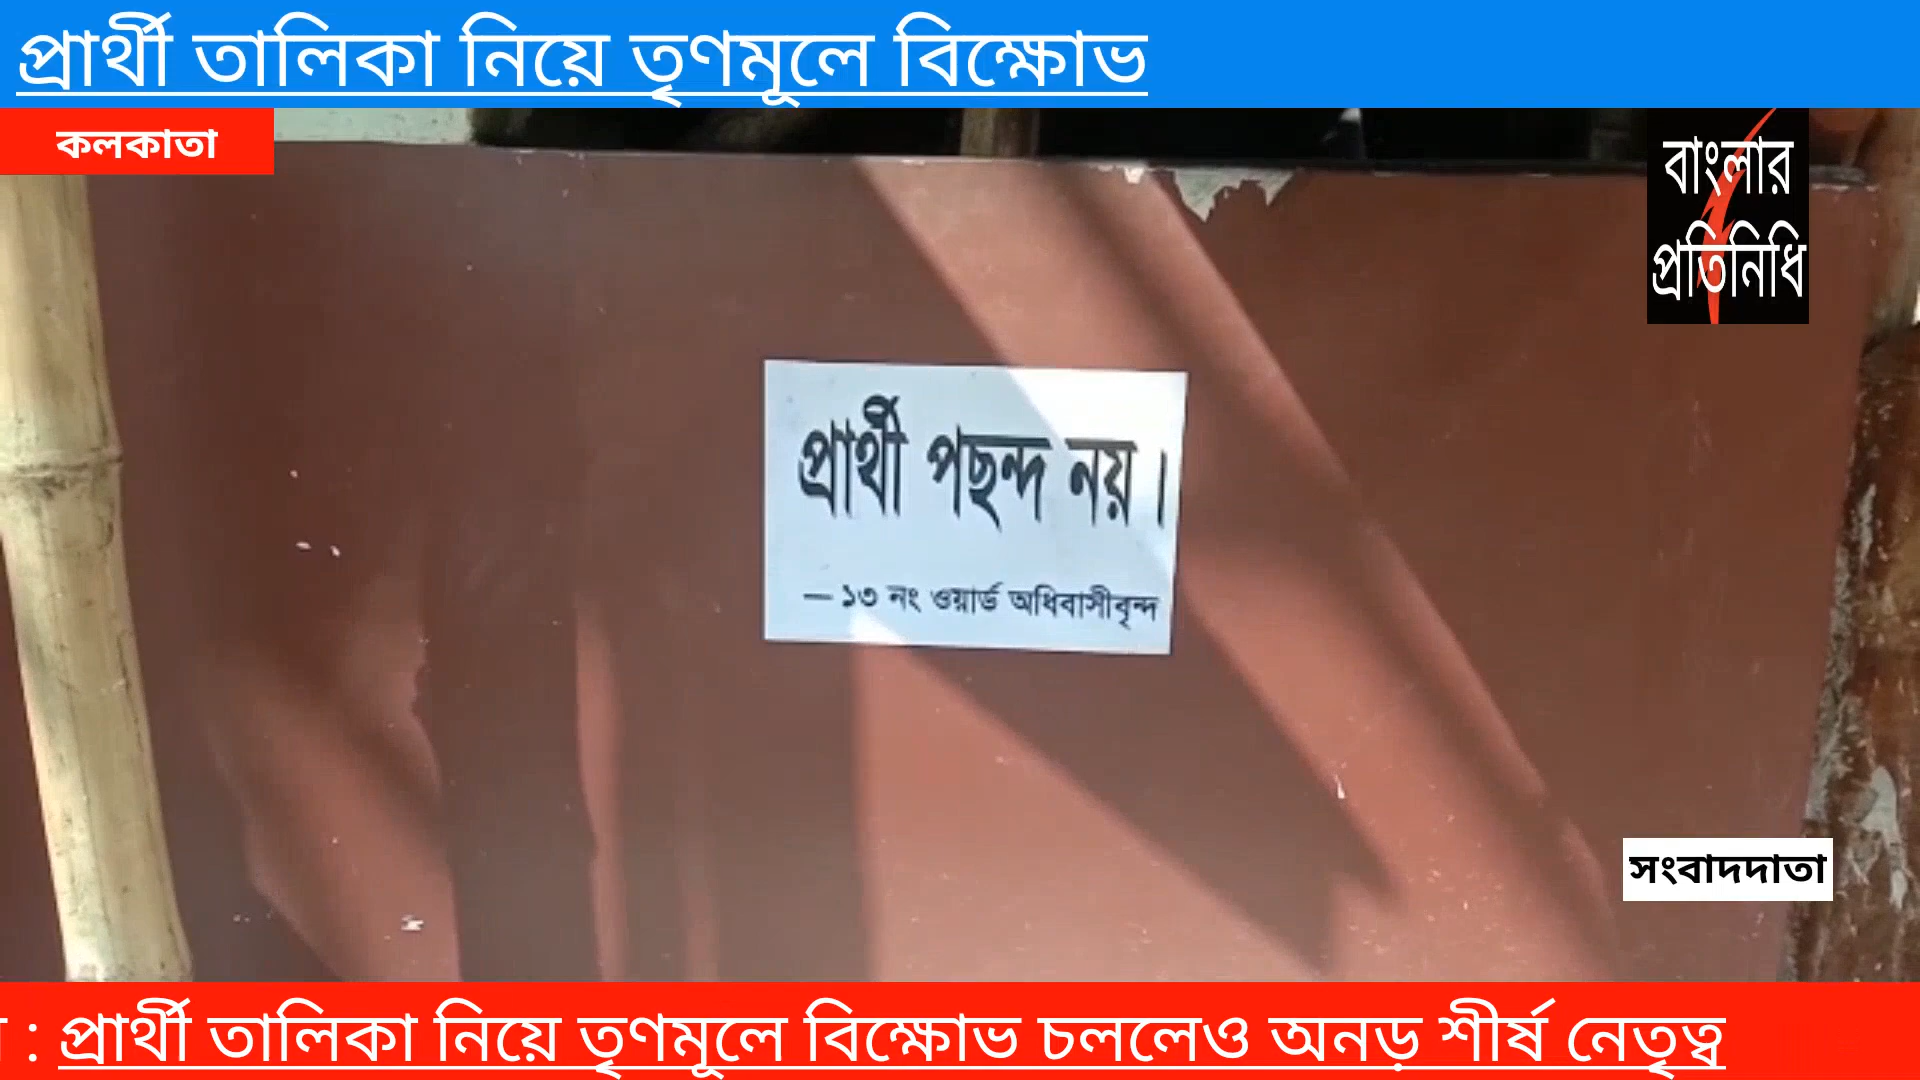 প্রার্থী তালিকা নিয়ে তৃণমূলে বিক্ষোভ
কলকাতা
বাংলার
প্রতিনিধি
প্রার্থী পছন্দ নয়।
— ১৩ নং ওয়ার্ড অধিবাসীবৃন্দ
সংবাদদাতা
: প্রার্থী তালিকা নিয়ে তৃণমূলে বিক্ষোভ চললেও অনড় শীর্ষ নেতৃত্ব